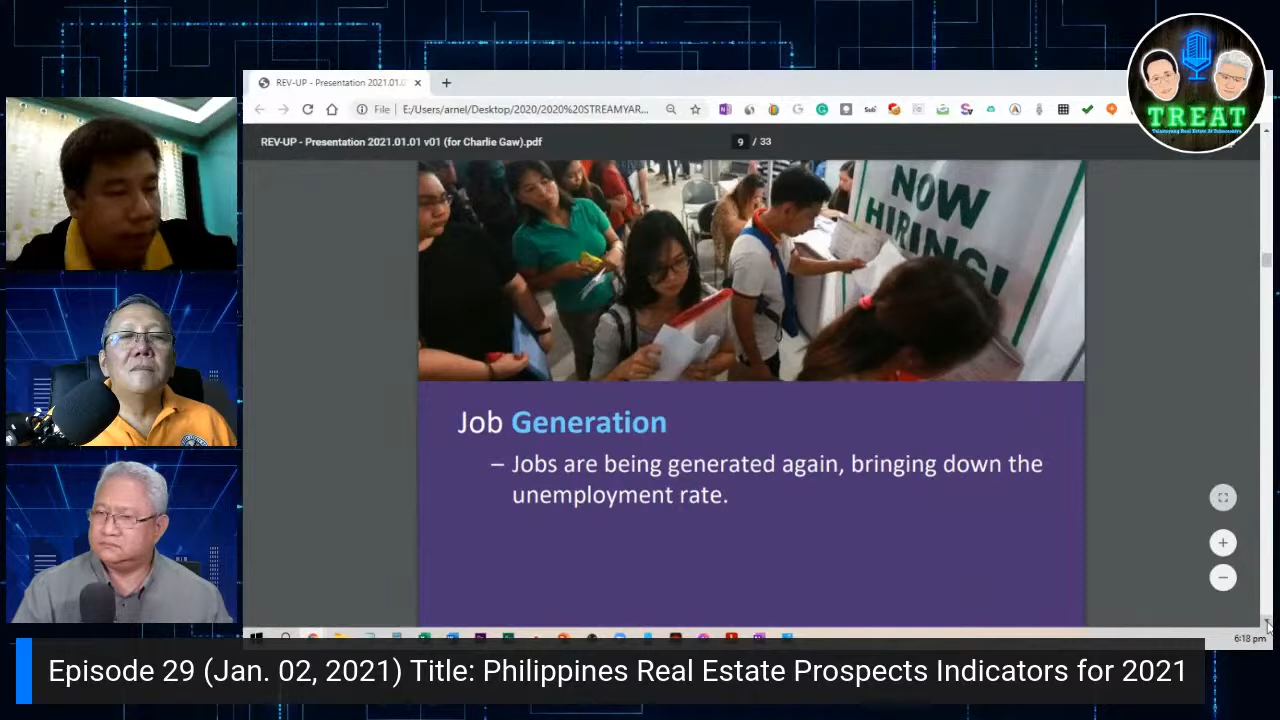 REV-UP - Presentation 2021.01.0
File
E:/Users/arnel/Desktop/2020/2020%20STREAMYAR...
TREAT
REV-UP - Presentation 2021.01.01 v01 (for Charlie Gaw).pdf
9 / 33
NOW
HIRING!
Job Generation
– Jobs are being generated again, bringing down the
unemployment rate.
6:18 pm
Episode 29 (Jan. 02, 2021) Title: Philippines Real Estate Prospects Indicators for 2021